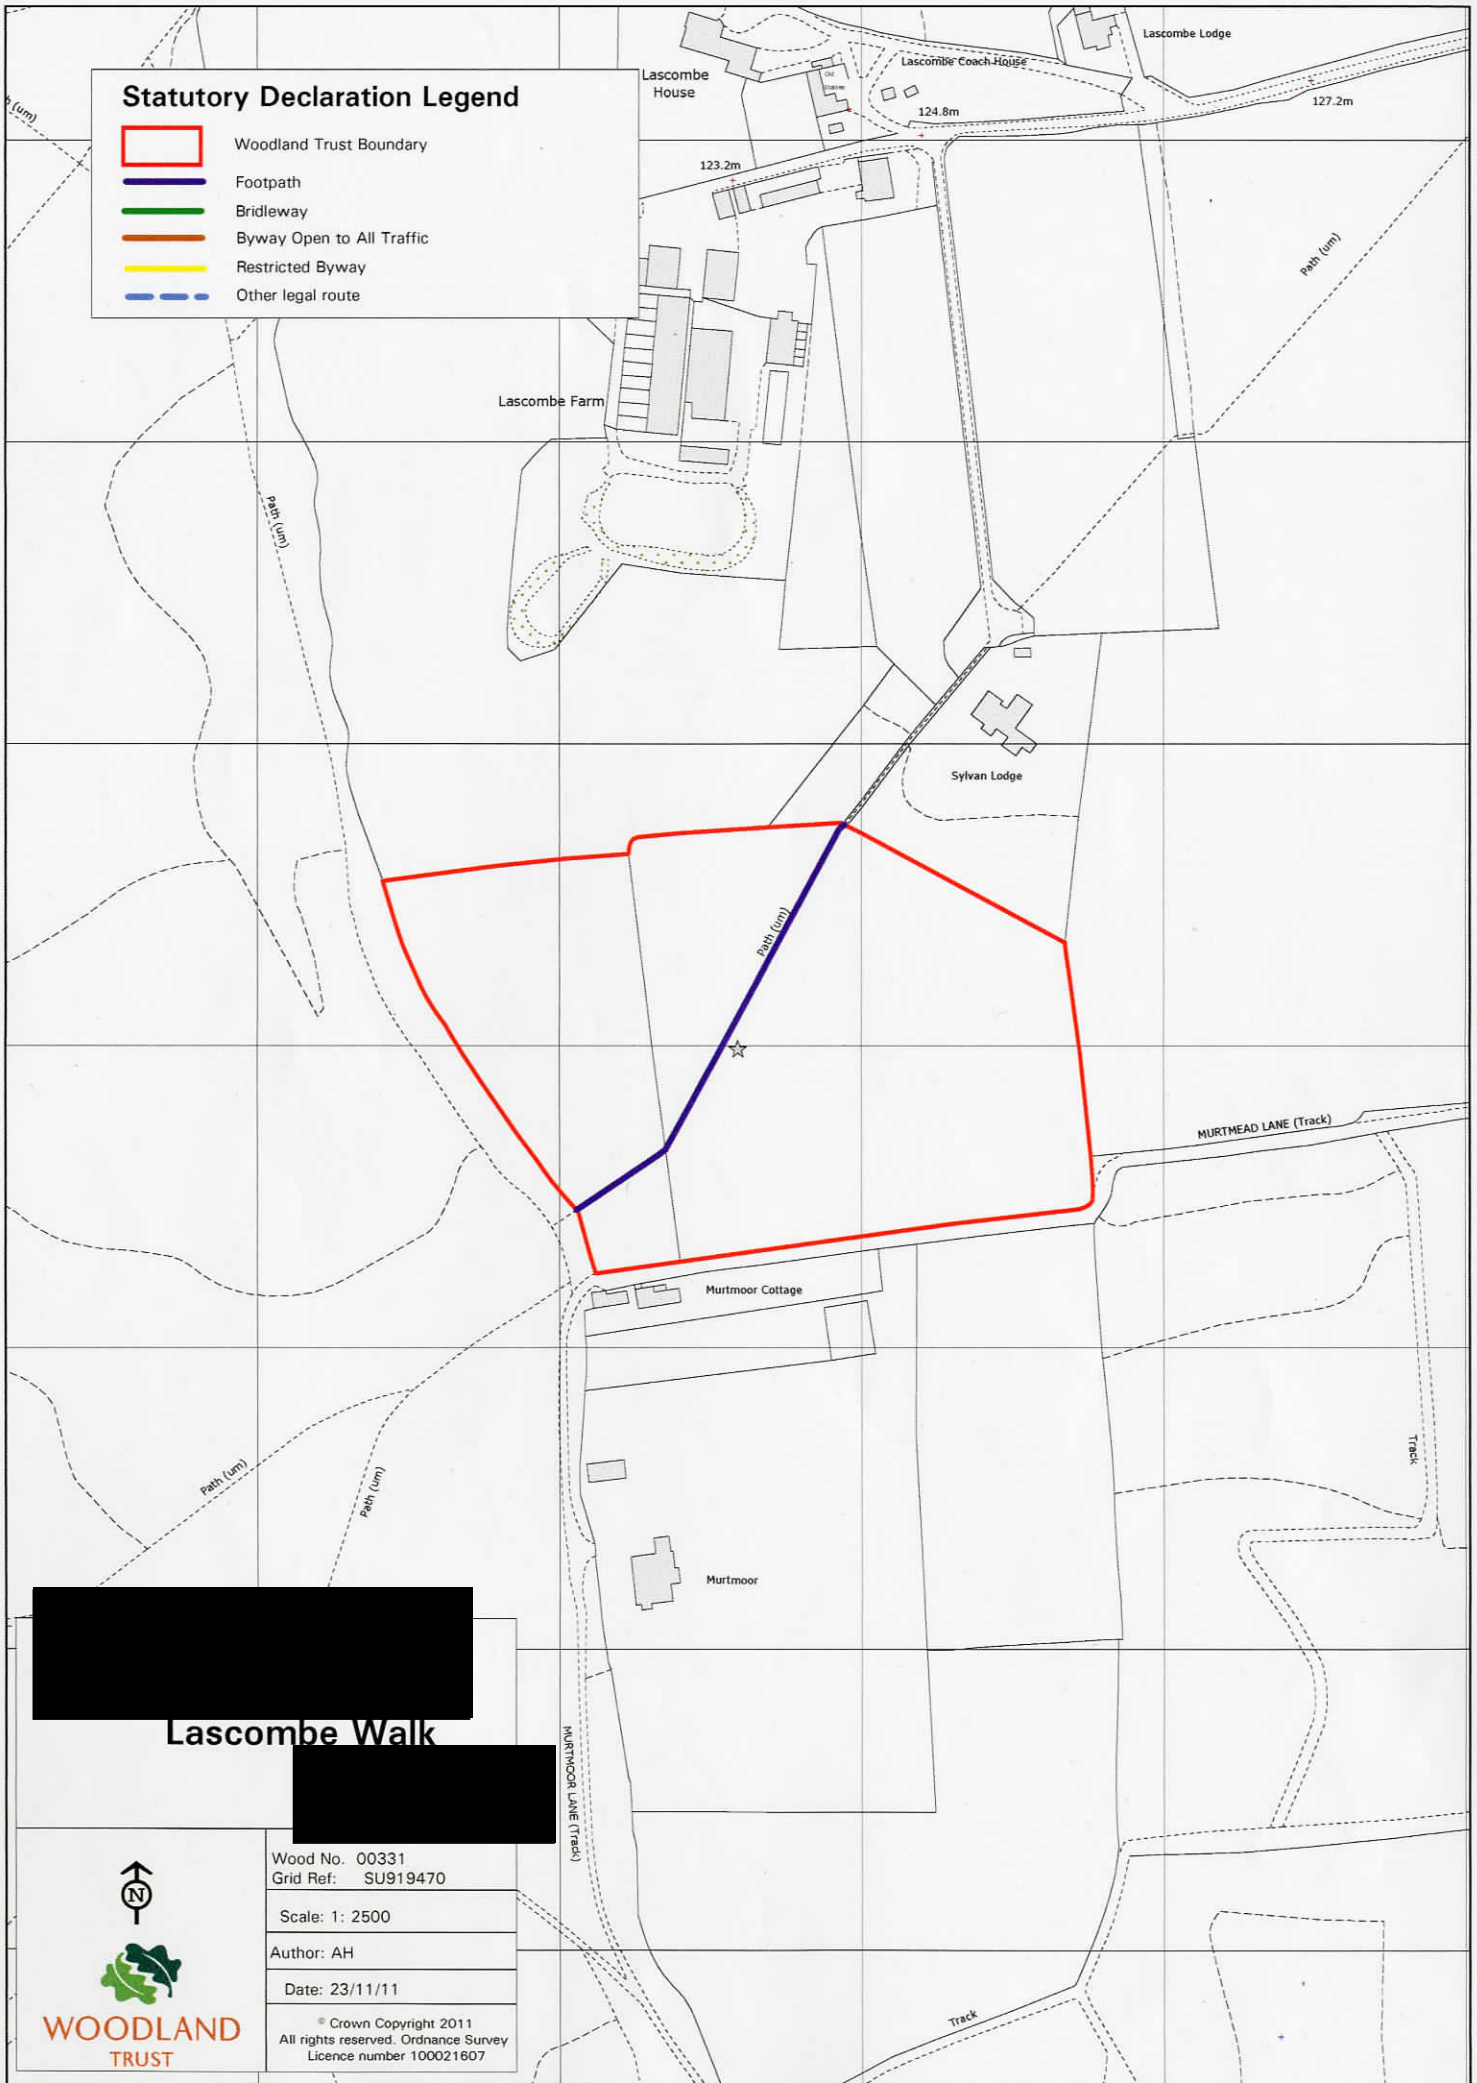 Lascombe Lodge
Lascombe
House
Old
Stables
Lascombe Coach House
127.2m
124.8m
123.2m
Path (um)
Statutory Declaration Legend
Woodland Trust Boundary
Footpath
Bridleway
Byway Open to All Traffic
Restricted Byway
Other legal route
h (um)
Lascombe Farm
Path (um)
Sylvan Lodge
Path (um)
MURTMEAD LANE (Track)
Murtmoor Cottage
Path (um)
Path (um)
Track
Murtmoor
MURTMOOR LANE (Track)
Track
Lascombe Walk
N
WOODLAND
TRUST
Wood No. 00331
Grid Ref: SU919470
Scale: 1: 2500
Author: AH
Date: 23/11/11
© Crown Copyright 2011
All rights reserved. Ordnance Survey
Licence number 100021607